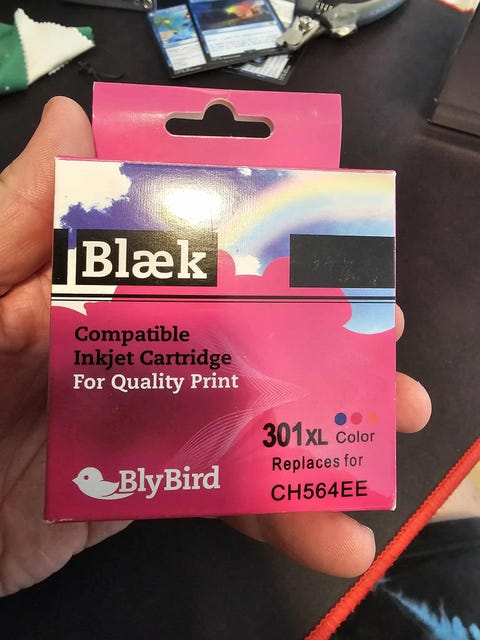 Blæk
Compatible
Inkjet Cartridge
For Quality Print
301XL Color
Replaces for
CH564EE
BlyBird